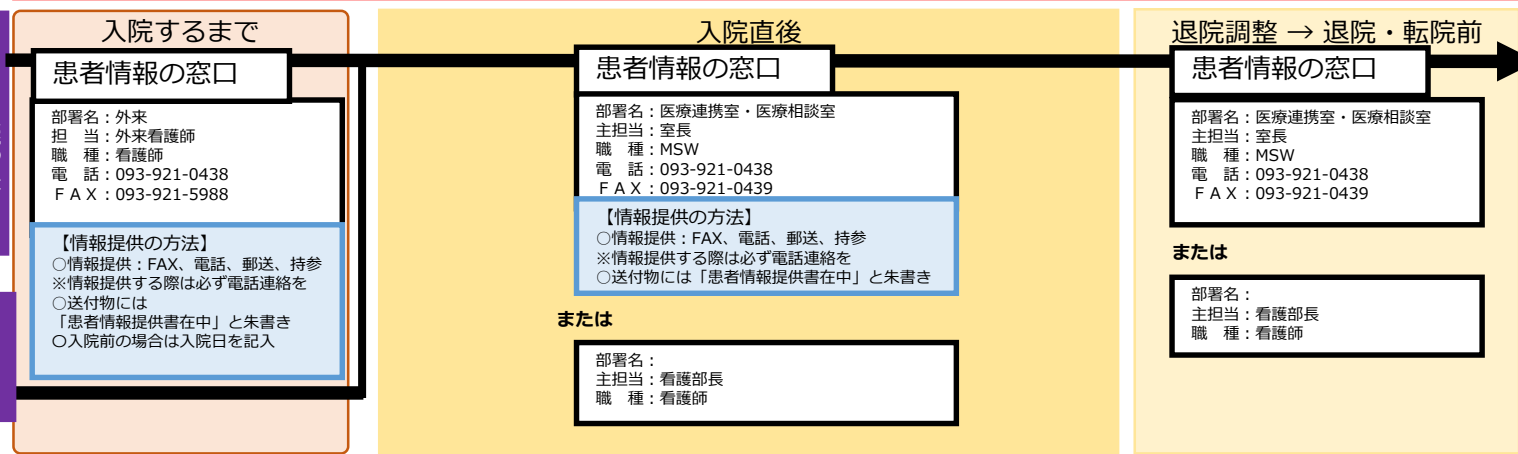 入院するまで
患者情報の窓口
部署名：外来
担　当：外来看護師
職　種：看護師
電　話：093-921-0438
ＦＡＸ：093-921-5988
【情報提供の方法】
○情報提供：FAX、電話、郵送、持参
※情報提供する際は必ず電話連絡を
○送付物には
「患者情報提供書在中」と朱書き
〇入院前の場合は入院日を記入
入院直後
患者情報の窓口
部署名：医療連携室・医療相談室
主担当：室長
職　種：MSW
電　話：093-921-0438
ＦＡＸ：093-921-0439
【情報提供の方法】
○情報提供：FAX、電話、郵送、持参
※情報提供する際は必ず電話連絡を
○送付物には「患者情報提供書在中」と朱書き
または
部署名：
主担当：看護部長
職　種：看護師
退院調整 → 退院・転院前
患者情報の窓口
部署名：医療連携室・医療相談室
主担当：室長
職　種：MSW
電　話：093-921-0438
ＦＡＸ：093-921-0439
または
部署名：
主担当：看護部長
職　種：看護師